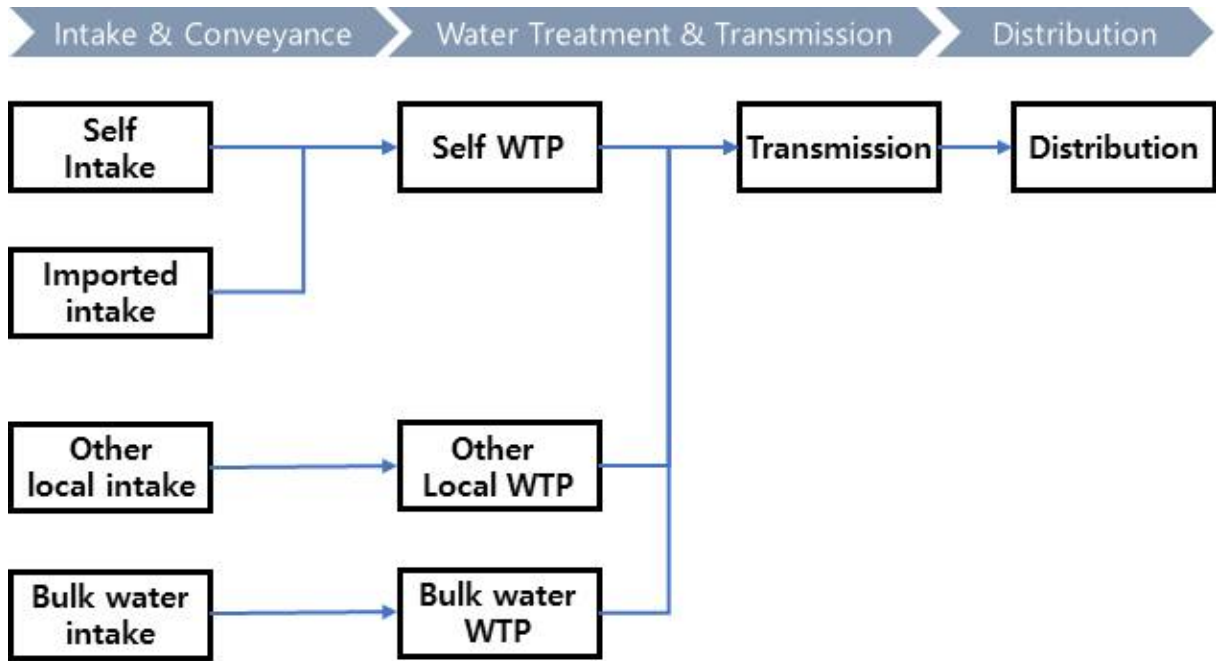 Intake & Conveyance
Water Treatment & Transmission
Distribution
Self
Intake
Self WTP
Transmission
Distribution
Imported
intake
Other
local intake
Other
Local WTP
Bulk water
intake
Bulk water
WTP